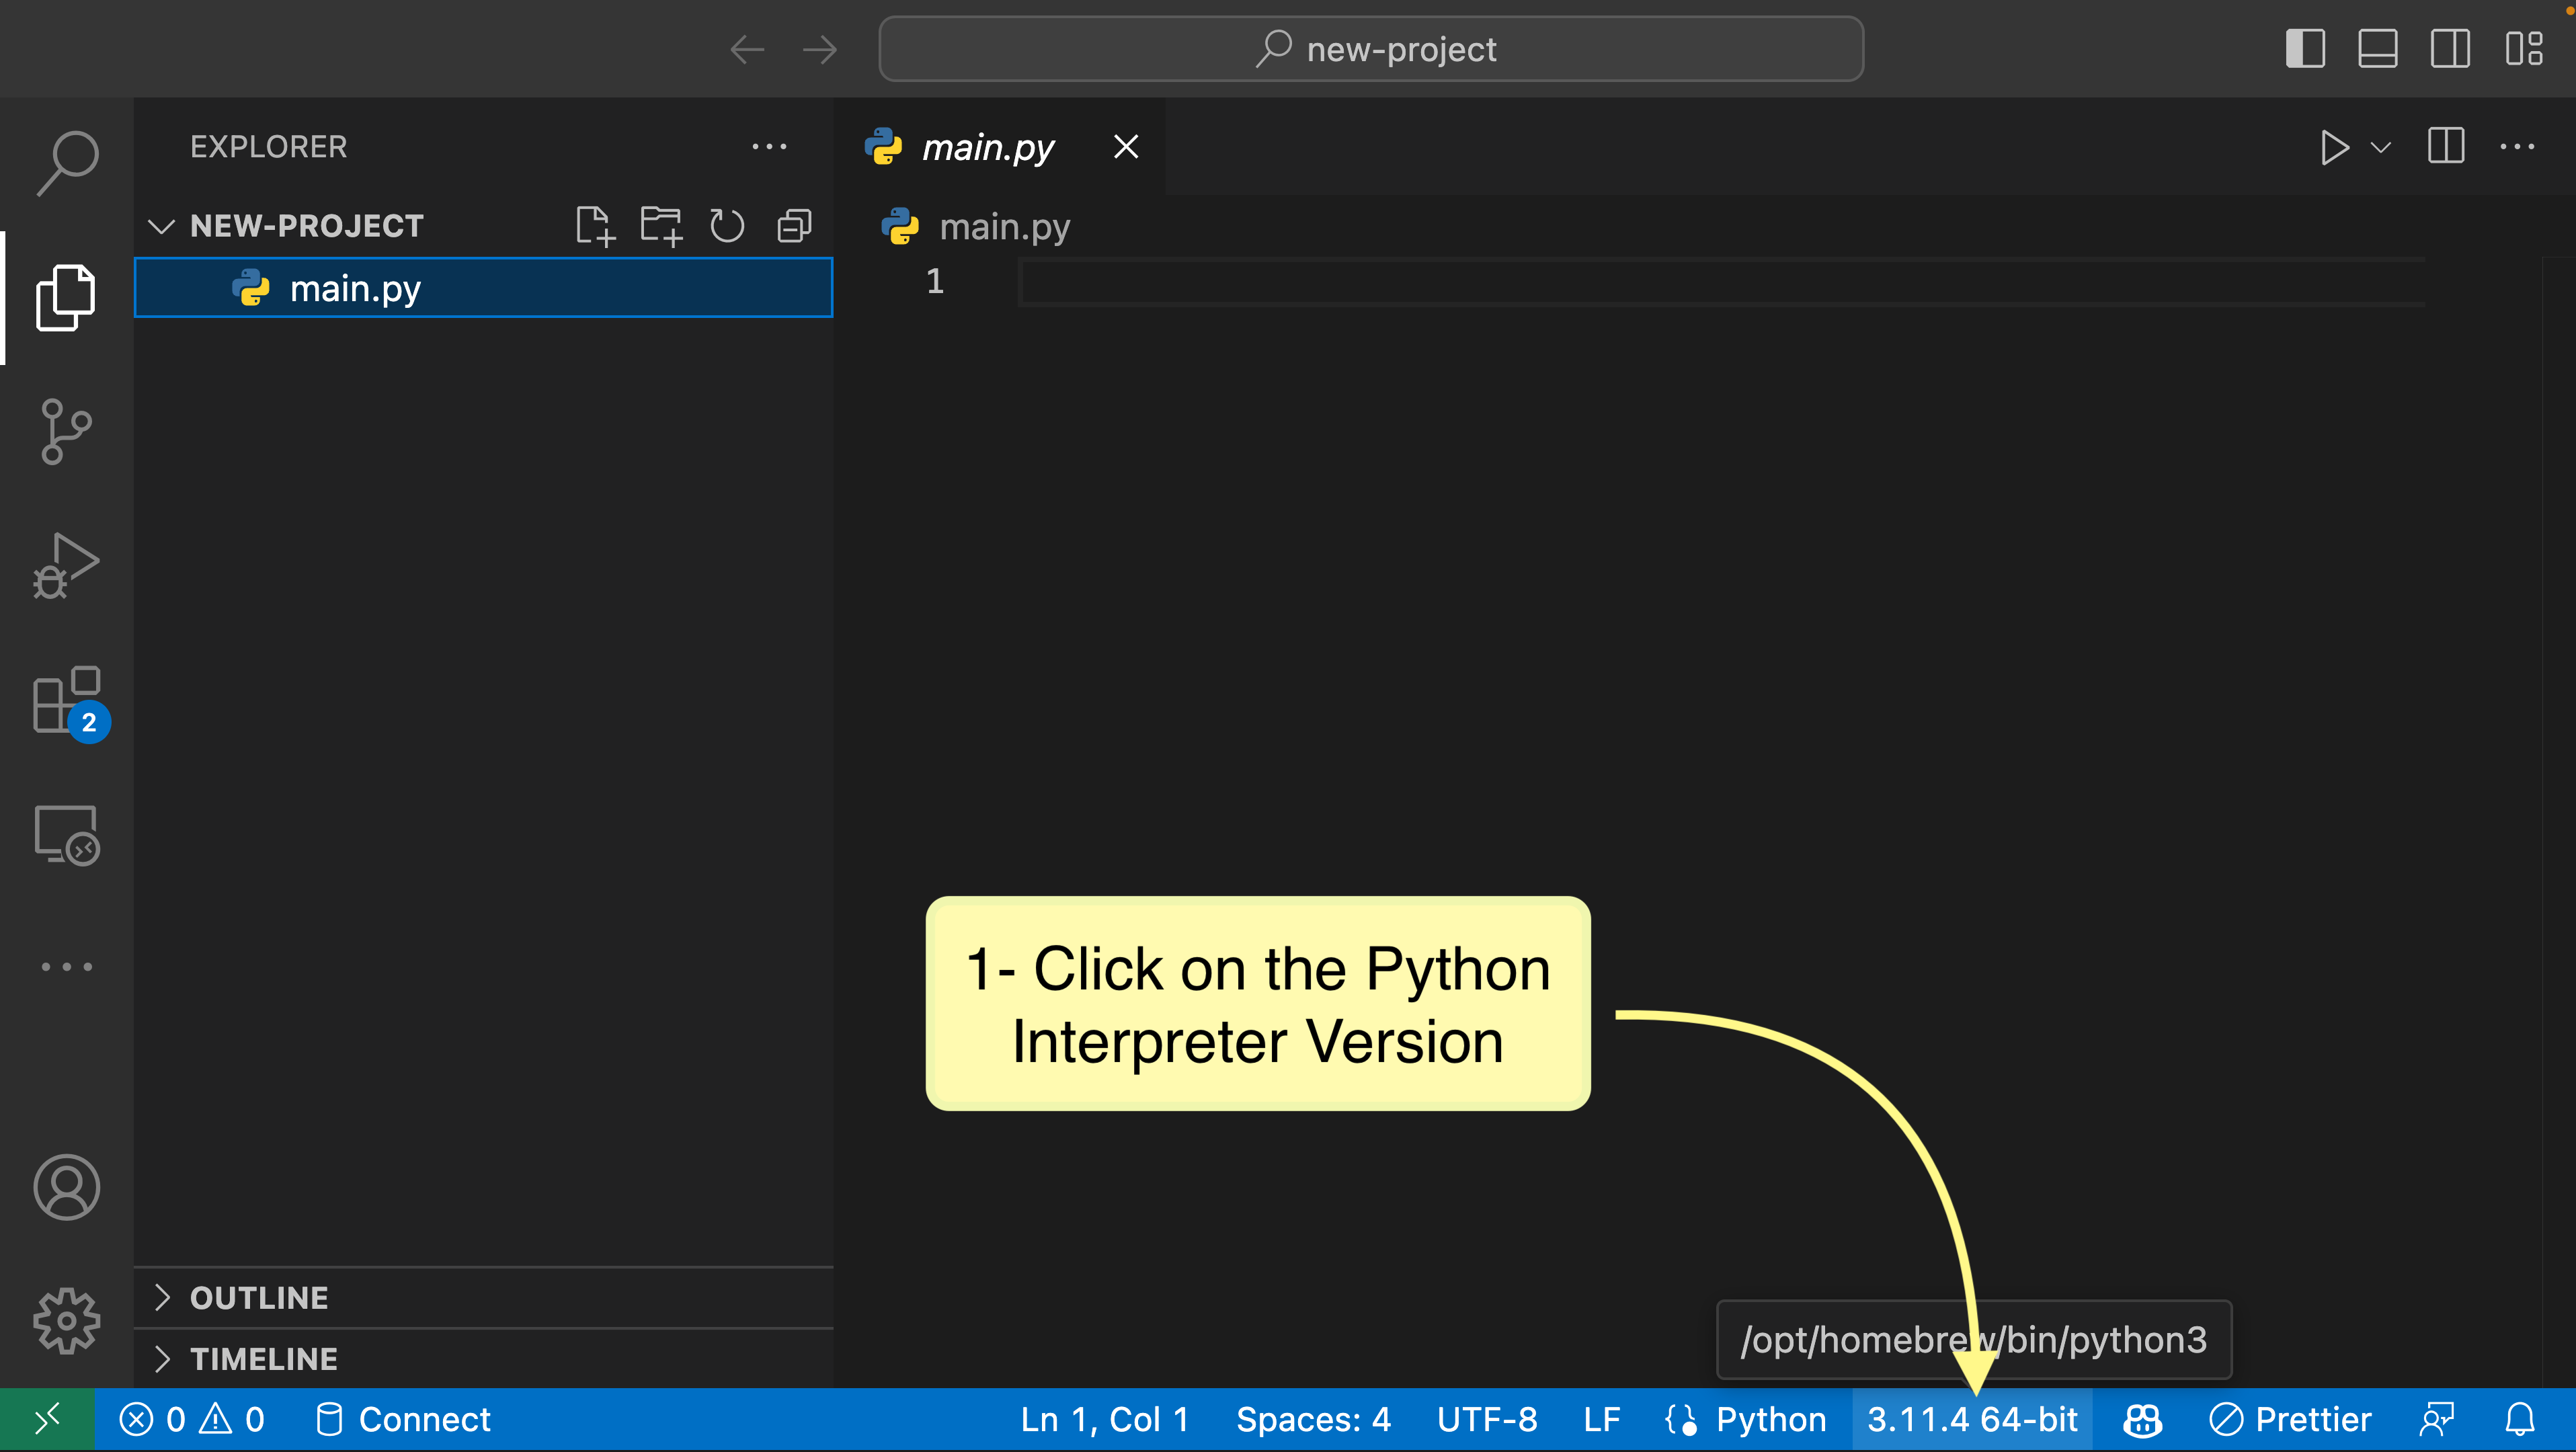 new-project
EXPLORER
main.py
NEW-PROJECT
main.py
main.py
1
2
1- Click on the Python
Interpreter Version
OUTLINE
TIMELINE
/opt/homebrew/bin/python3
0 0 Connect Ln 1, Col 1 Spaces: 4 UTF-8 LF Python 3.11.4 64-bit Prettier